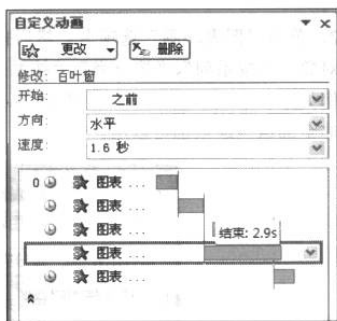 自定义动画
更改 删除
修改: 百叶窗
开始: 之前
方向: 水平
速度: 1.6 秒
0 图表 ...
图表 ...
图表 ...
结束: 2.9s
图表 ...
图表 ...